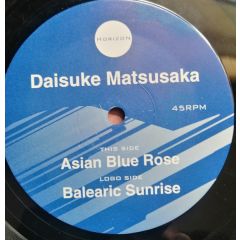 HORIZON
Daisuke Matsusaka
45RPM
THIS SIDE
Asian Blue Rose
LOGO SIDE
Balearic Sunrise